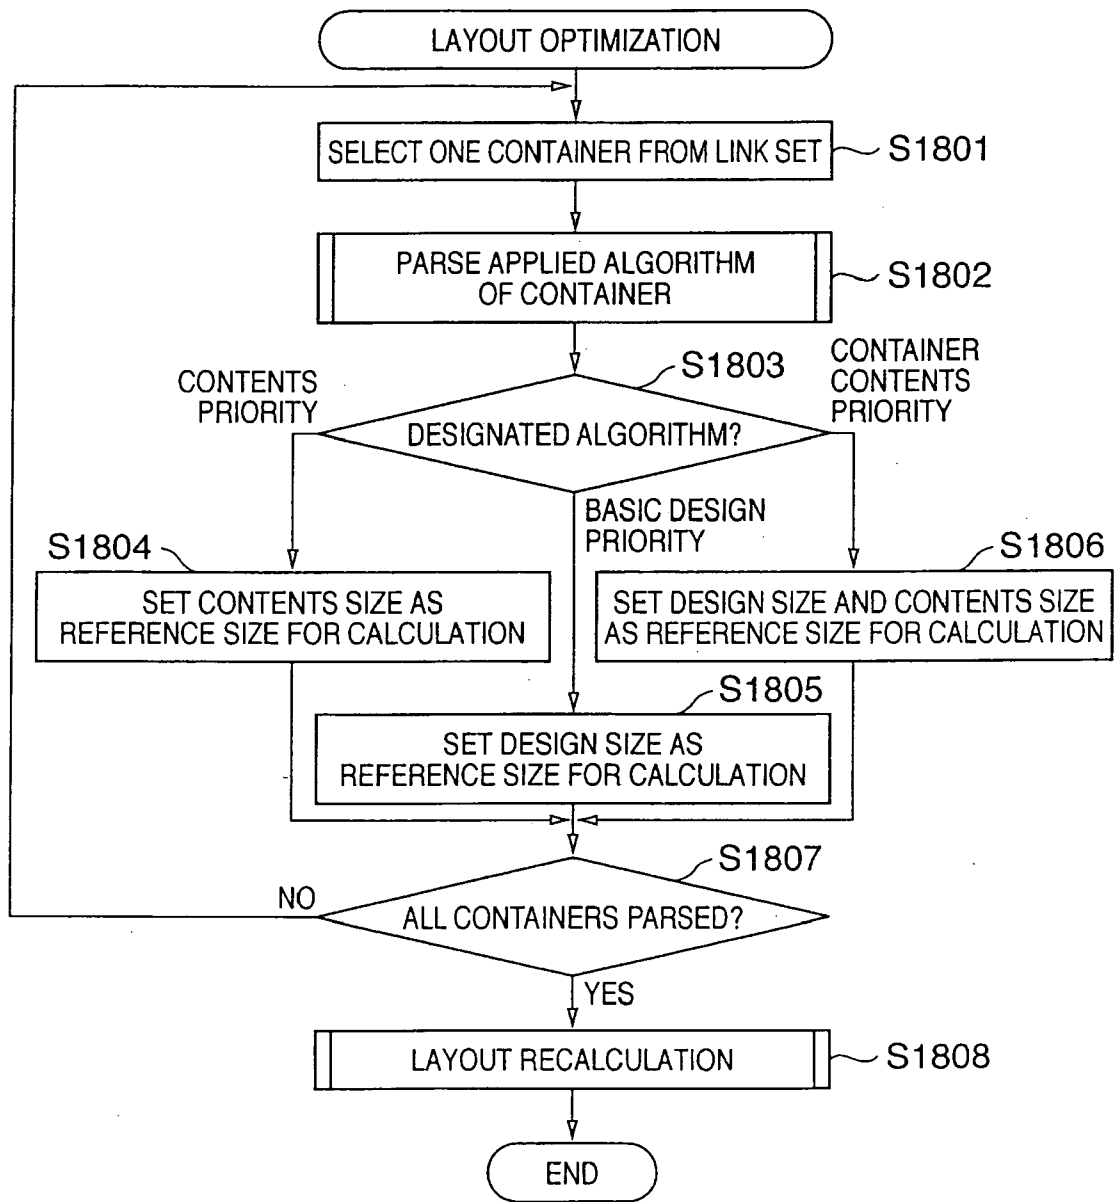 LAYOUT OPTIMIZATION
SELECT ONE CONTAINER FROM LINK SET
S1801
PARSE APPLIED ALGORITHM
OF CONTAINER
S1802
S1803
CONTENTS
PRIORITY
CONTAINER
CONTENTS
PRIORITY
DESIGNATED ALGORITHM?
BASIC DESIGN
PRIORITY
S1804
S1806
SET CONTENTS SIZE AS
REFERENCE SIZE FOR CALCULATION
SET DESIGN SIZE AND CONTENTS SIZE
AS REFERENCE SIZE FOR CALCULATION
S1805
SET DESIGN SIZE AS
REFERENCE SIZE FOR CALCULATION
S1807
NO
ALL CONTAINERS PARSED?
YES
LAYOUT RECALCULATION
S1808
END